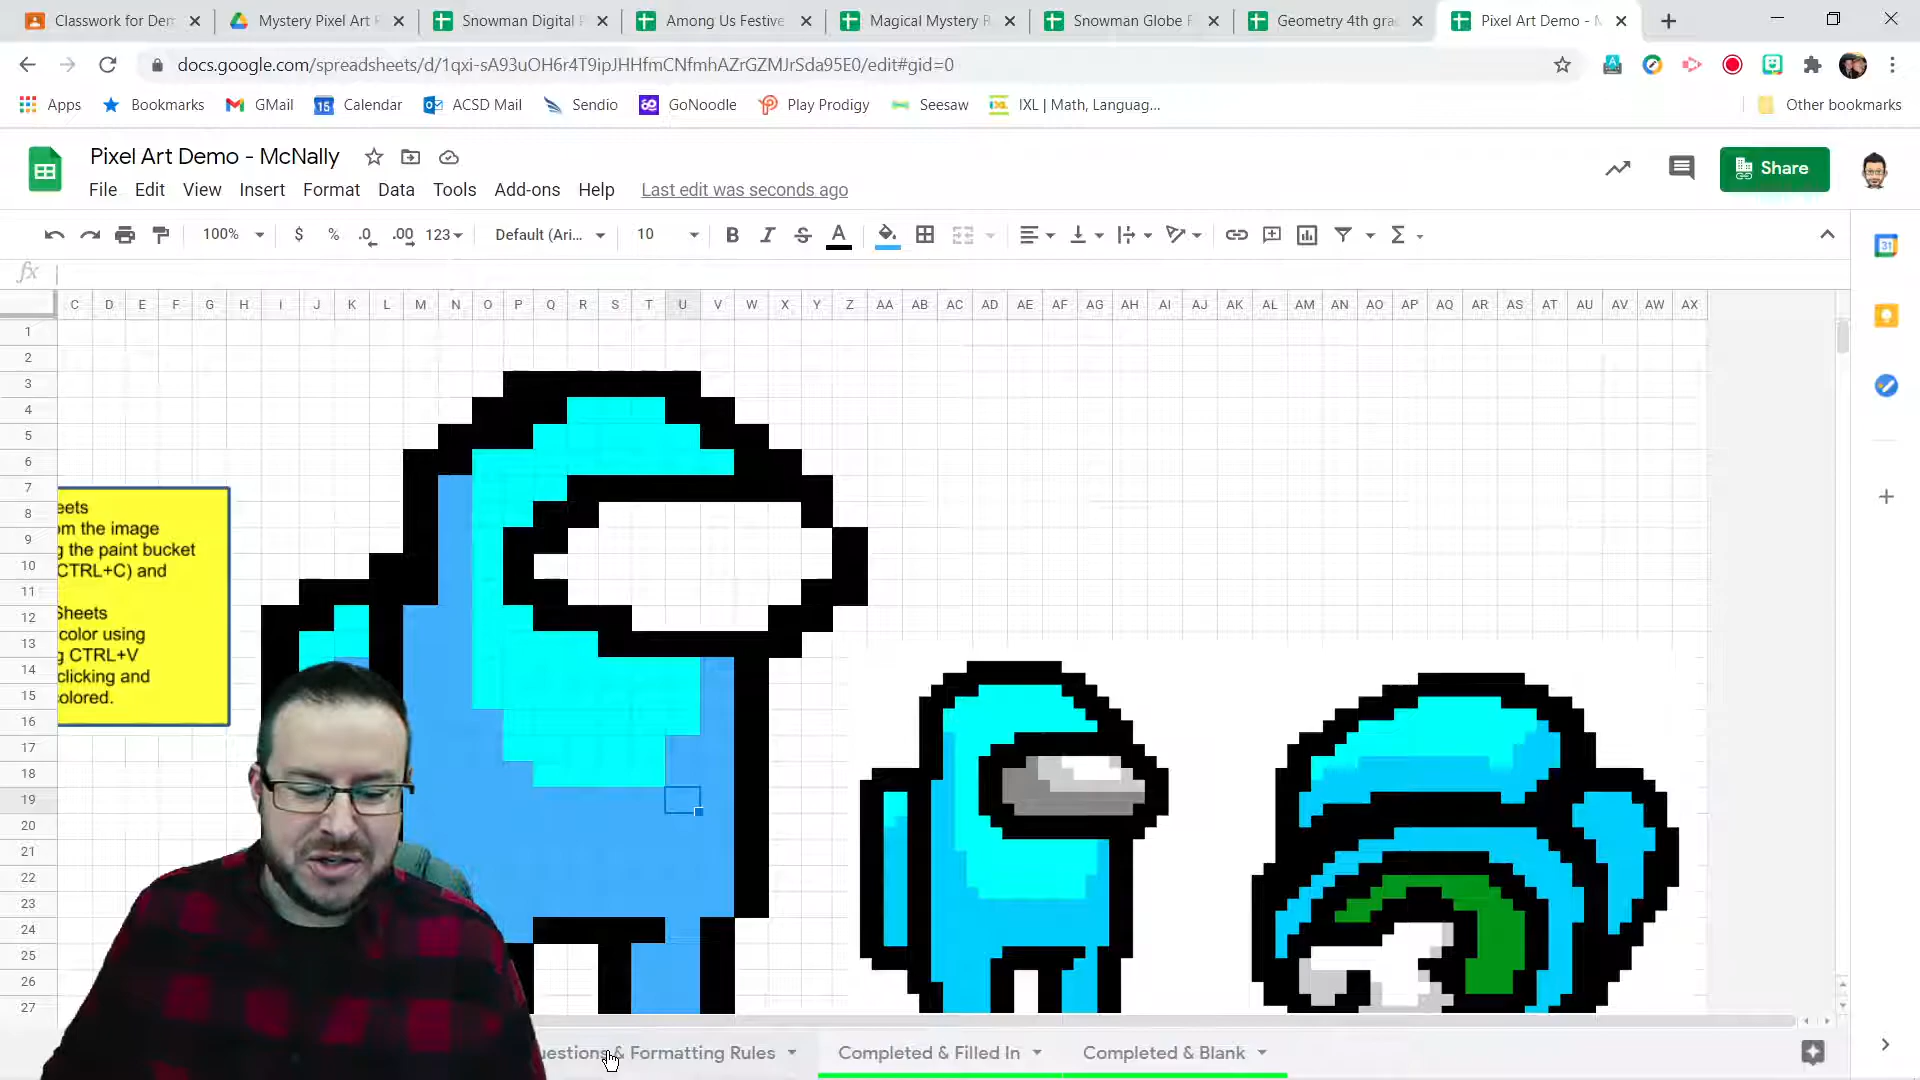 Classwork for Den
Mystery Pixel Art
Snowman Digital
Among Us Festive
Magical Mystery
Snowman Globe
Geometry 4th gra
Pixel Art Demo -
docs.google.com/spreadsheets/d/1qxi-sA93uOH6r4T9ipJHHfmCNfmhAZrGZMJrSda95E0/edit#gid=0
Apps Bookmarks GMail 15 Calendar ACSD Mail Sendio GoNoodle Play Prodigy Seesaw IXL | Math, Languag... Other bookmarks
Pixel Art Demo - McNally
Share
File Edit View Insert Format Data Tools Add-ons Help Last edit was seconds ago
100% $ % .0 .00 123 Default (Ari... 10 B I S A Σ
31
fx
C D E F G H I J K L M N O P Q R S T U V W X Y Z AA AB AC AD AE AF AG AH AI AJ AK AL AM AN AO AP AQ AR AS AT AU AV AW AX
1
2
3
4
5
6
7
8
9
10
11
12
13
14
15
16
17
18
19
20
21
22
23
24
25
26
27
eets
om the image
g the paint bucket
CTRL+C) and
Sheets
color using
g CTRL+V
clicking and
olored.
uestions & Formatting Rules
Completed & Filled In
Completed & Blank